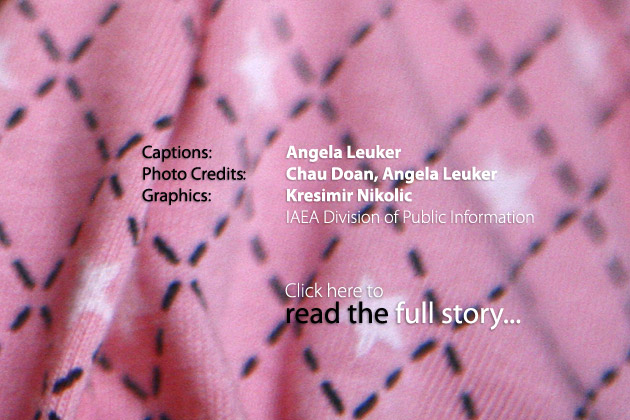 Captions: Angela Leuker
Photo Credits: Chau Doan, Angela Leuker
Graphics: Kresimir Nikolic
IAEA Division of Public Information
Click here to
read the full story...